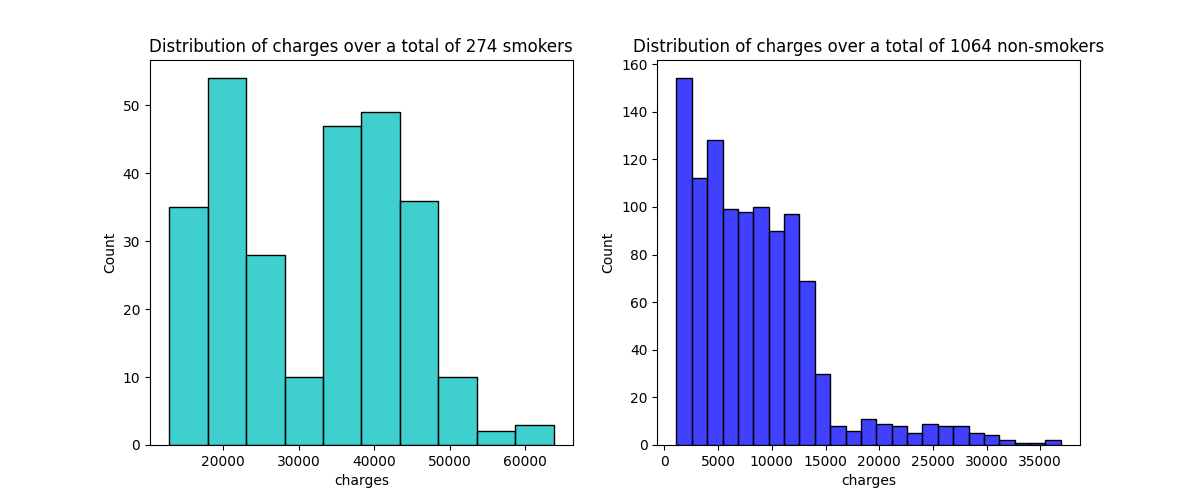 Distribution of charges over a total of 274 smokers
Count
50
40
30
20
10
0
20000 30000 40000 50000 60000
charges
Distribution of charges over a total of 1064 non-smokers
Count
160
140
120
100
80
60
40
20
0
0 5000 10000 15000 20000 25000 30000 35000
charges